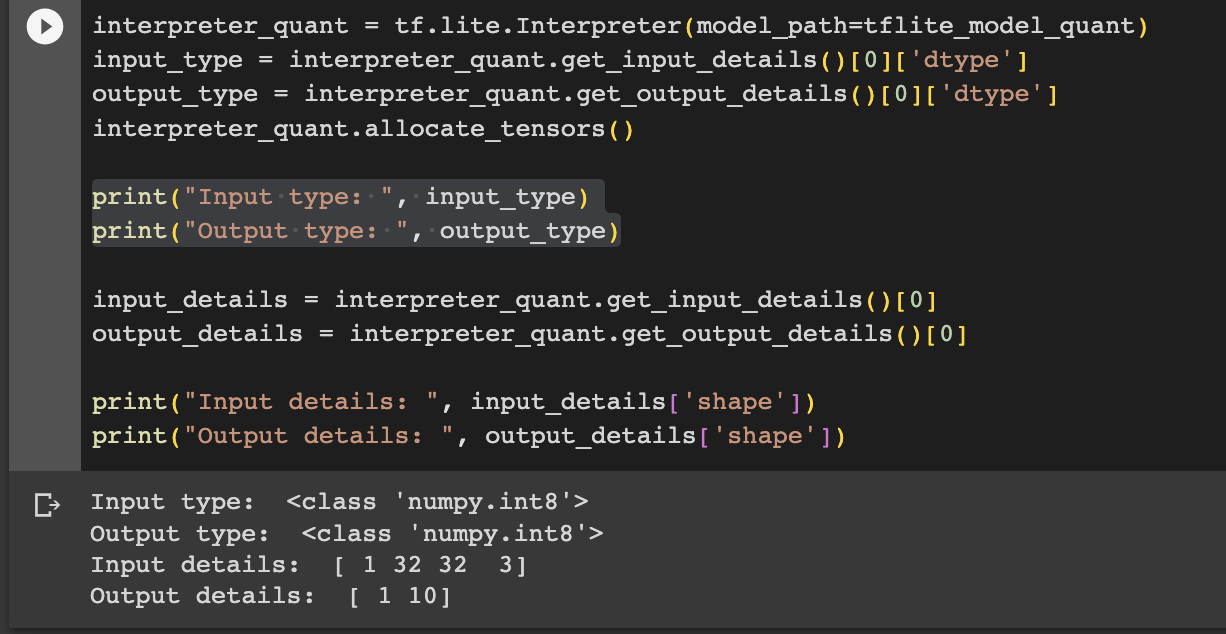 interpreter_quant = tf.lite.Interpreter(model_path=tflite_model_quant)
input_type = interpreter_quant.get_input_details()[0]['dtype']
output_type = interpreter_quant.get_output_details()[0]['dtype']
interpreter_quant.allocate_tensors()
print("Input type: ", input_type)
print("Output type: ", output_type)
input_details = interpreter_quant.get_input_details()[0]
output_details = interpreter_quant.get_output_details()[0]
print("Input details: ", input_details['shape'])
print("Output details: ", output_details['shape'])
Input type:  <class 'numpy.int8'>
Output type:  <class 'numpy.int8'>
Input details:  [ 1 32 32  3]
Output details:  [ 1 10]